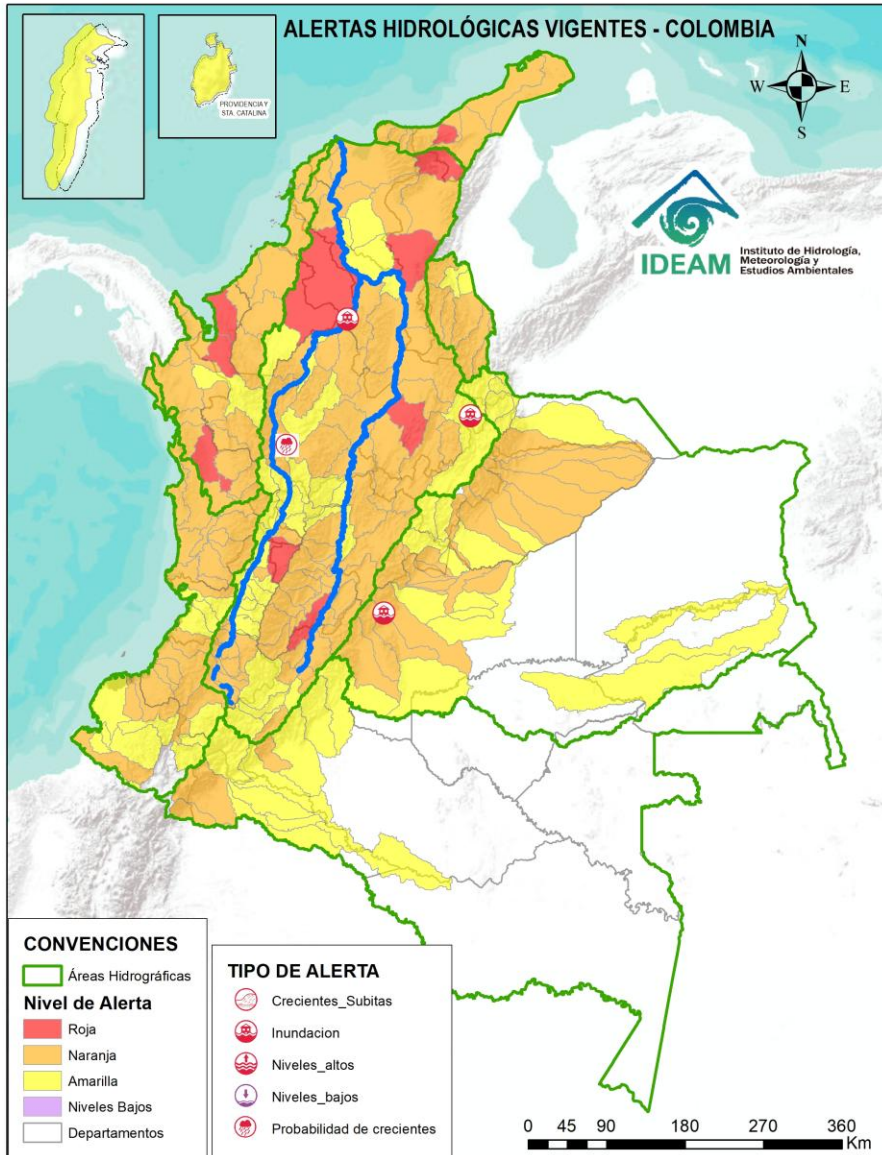 ALERTAS HIDROLÓGICAS VIGENTES - COLOMBIA
PROVIDENCIA Y
STA. CATALINA
N
W
E
S
IDEAM
Instituto de Hidrología,
Meteorología y
Estudios Ambientales
CONVENCIONES
Áreas Hidrográficas
Nivel de Alerta
Roja
Naranja
Amarilla
Niveles Bajos
Departamentos
TIPO DE ALERTA
Crecientes_Subitas
Inundacion
Niveles_altos
Niveles_bajos
Probabilidad de crecientes
0 45 90 180 270 360
Km